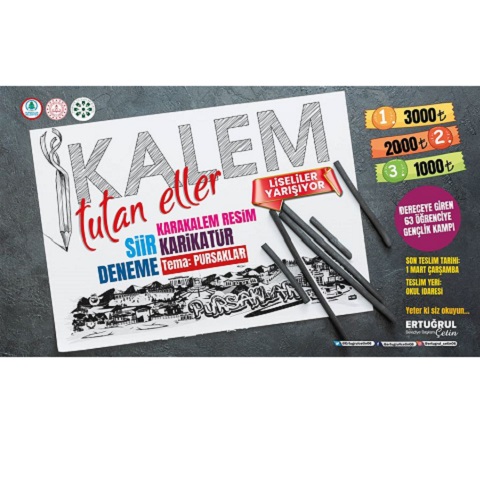 KALEM
tutan eller
LİSELİLER
YARIŞIYOR
KARAKALEM RESİM
ŞİİR KARİKATÜR
DENEME Tema: PURSAKLAR
PURSAKLAR
1. 3000₺
2000₺ 2.
3. 1000₺
DERECEYE GİREN
63 ÖĞRENCİYE
GENÇLİK KAMPI
SON TESLİM TARİHİ:
1 MART ÇARŞAMBA
TESLİM YERİ:
OKUL İDARESİ
Yeter ki siz okuyun...
ERTUĞRUL
Çetin